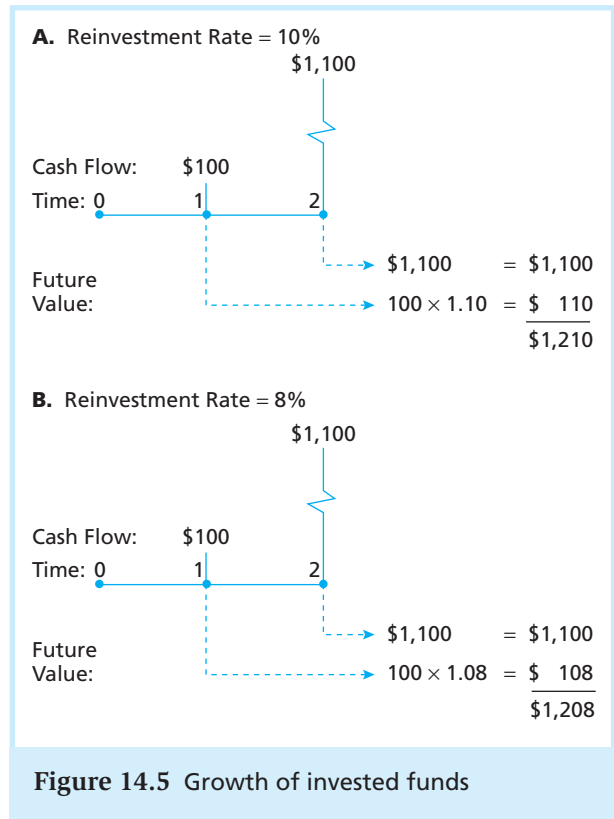 A. Reinvestment Rate = 10%
$1,100
Cash Flow: $100
Time: 0 1 2
$1,100 = $1,100
Future
Value: 100 × 1.10 = $ 110
$1,210
B. Reinvestment Rate = 8%
$1,100
Cash Flow: $100
Time: 0 1 2
$1,100 = $1,100
Future
Value: 100 × 1.08 = $ 108
$1,208
Figure 14.5 Growth of invested funds